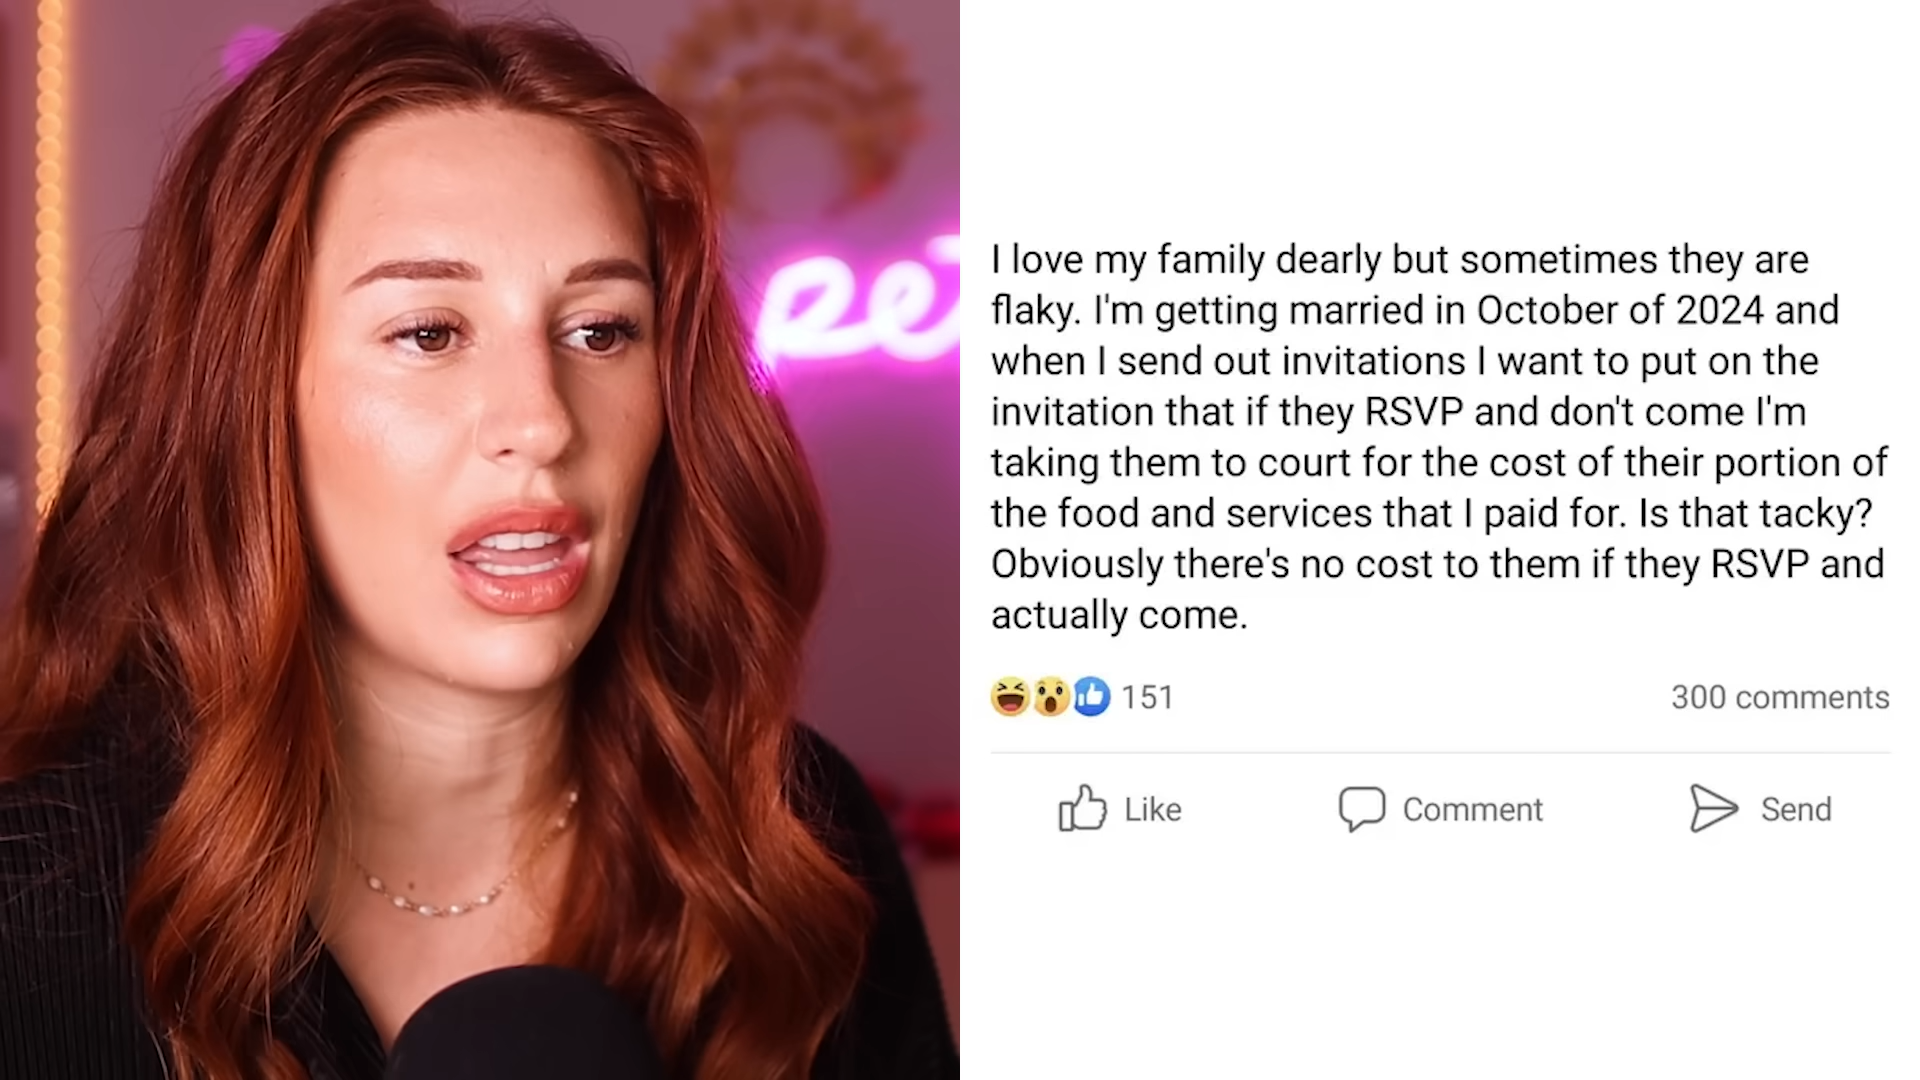 ee
I love my family dearly but sometimes they are
flaky. I'm getting married in October of 2024 and
when I send out invitations I want to put on the
invitation that if they RSVP and don't come I'm
taking them to court for the cost of their portion of
the food and services that I paid for. Is that tacky?
Obviously there's no cost to them if they RSVP and
actually come.
151
300 comments
Like
Comment
Send